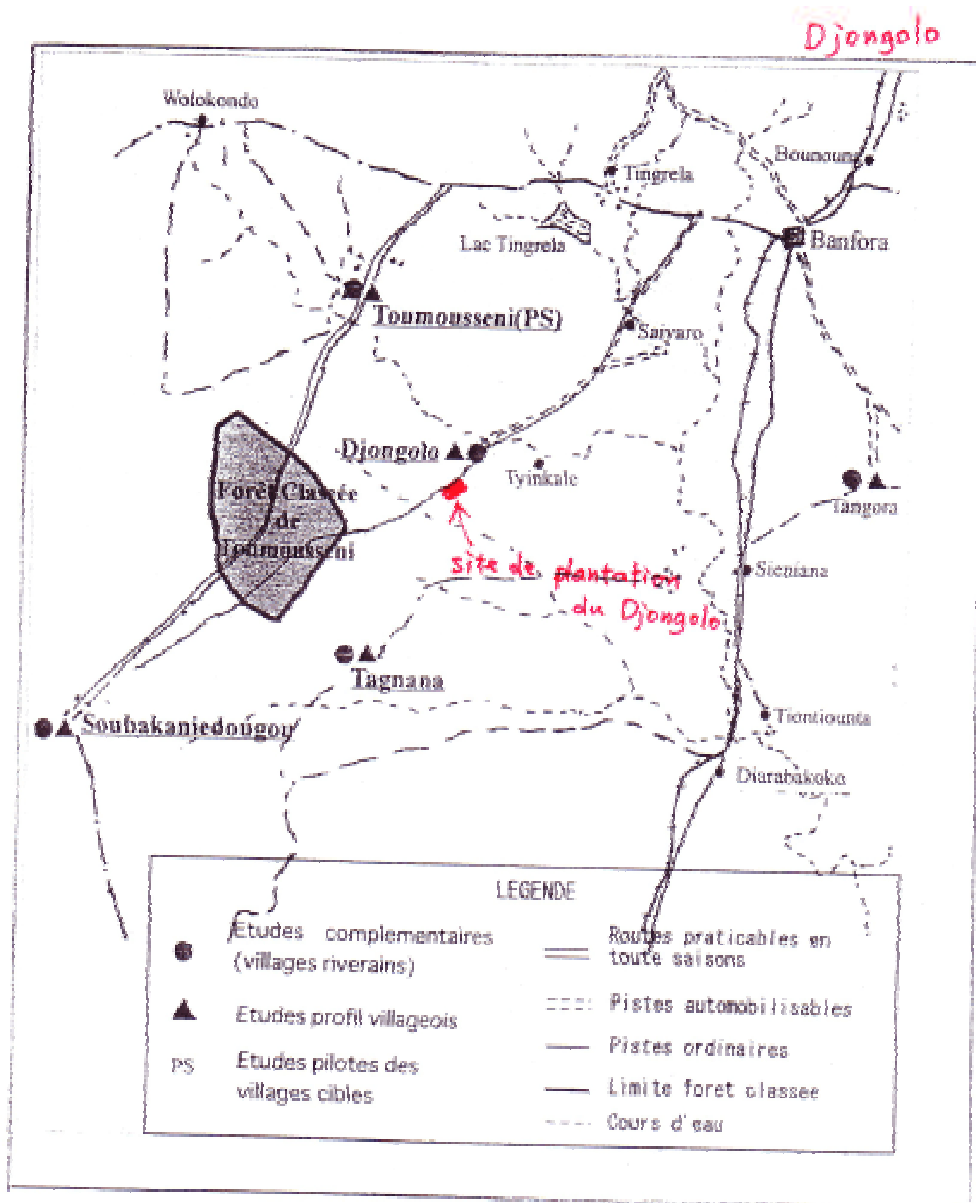 Djongolo
Wolokondo
Tingrela
Bounoun
Lac Tingrela
Banfora
Toumousseni(PS)
Saiyaro
Djongolo
Tyinkale
Tangora
Forêt Classée
de
Toumousseni
site de plantation
du Djongolo
Sieniana
Tagnana
Soubakaniedougou
Tiontiounta
Diarabakoko
LEGENDE
Etudes complementaires
(villages riverains)
Etudes profil villageois
PS Etudes pilotes des
villages cibles
Routes praticables en
toute saisons
Pistes automobilisables
Pistes ordinaires
Limite foret classee
Cours d'eau